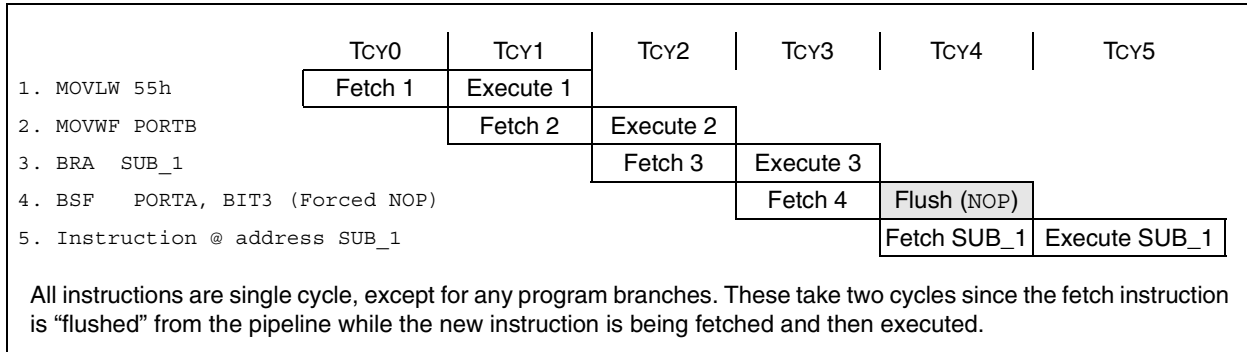 TCY0 TCY1 TCY2 TCY3 TCY4 TCY5
1. MOVLW 55h Fetch 1 Execute 1
2. MOVWF PORTB Fetch 2 Execute 2
3. BRA SUB_1 Fetch 3 Execute 3
4. BSF PORTA, BIT3 (Forced NOP) Fetch 4 Flush (NOP)
5. Instruction @ address SUB_1 Fetch SUB_1 Execute SUB_1
All instructions are single cycle, except for any program branches. These take two cycles since the fetch instruction
is “flushed” from the pipeline while the new instruction is being fetched and then executed.